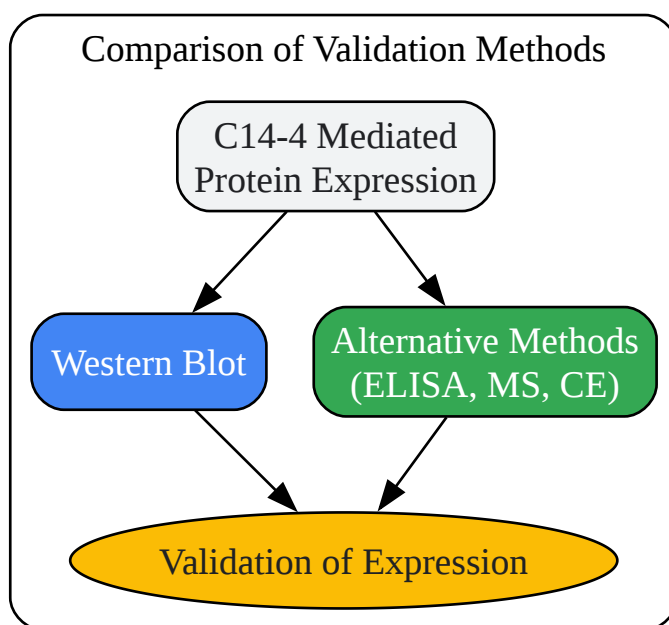 Comparison of Validation Methods
C14-4 Mediated
Protein Expression
Western Blot
Alternative Methods
(ELISA, MS, CE)
Validation of Expression